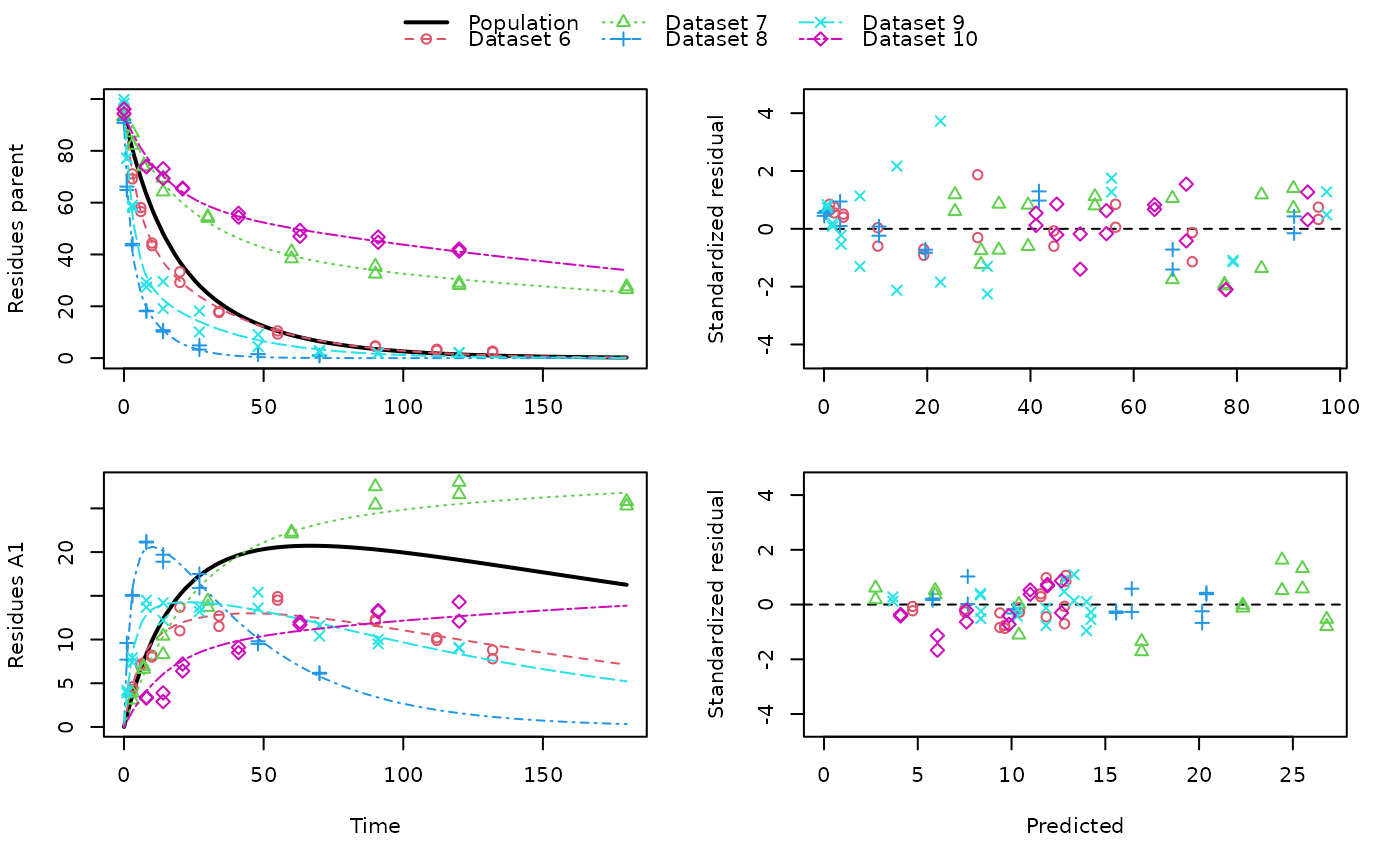 Population Dataset 7 Dataset 9
Dataset 6 Dataset 8 Dataset 10
Residues parent
0 20 40 60 80
0 50 100 150
Standardized residual
-4 -2 0 2 4
0 20 40 60 80 100
Residues A1
0 5 10 20
0 50 100 150
Time
Standardized residual
-4 -2 0 2 4
0 5 10 15 20 25
Predicted